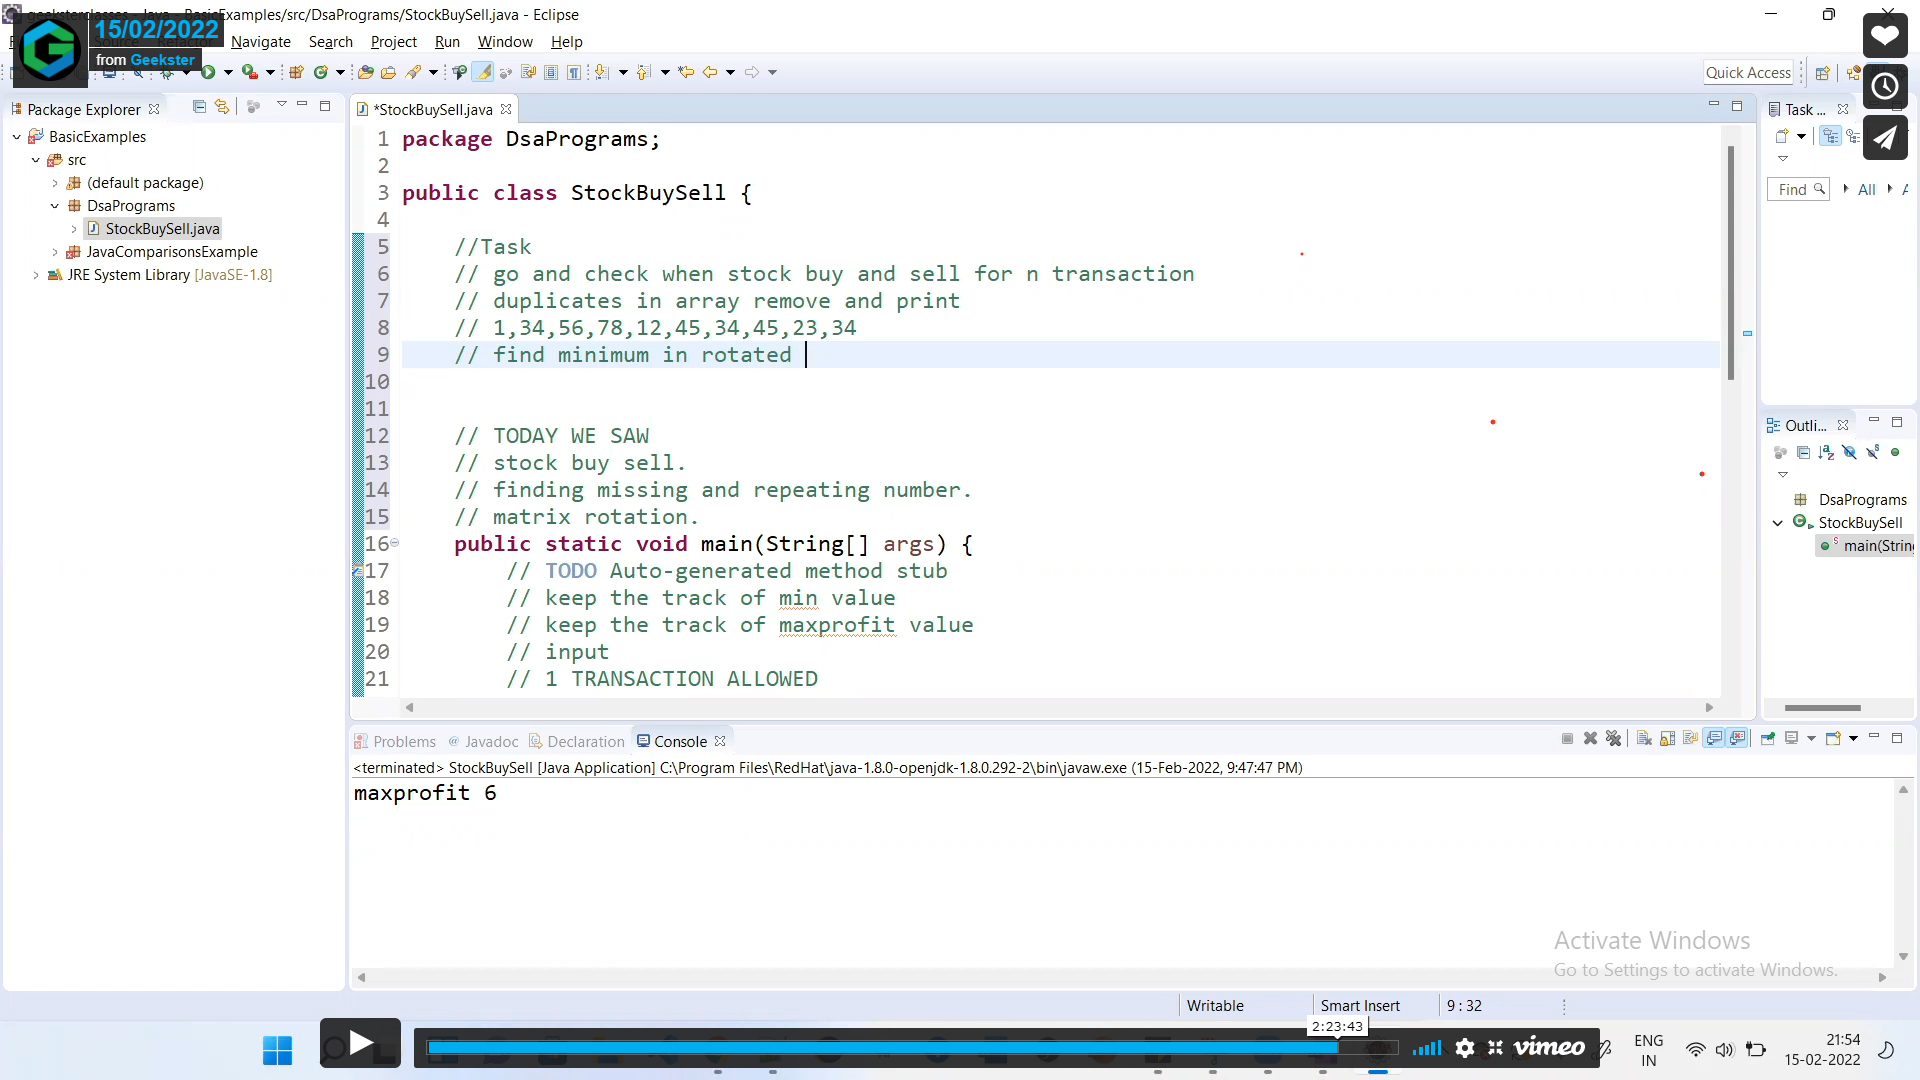 geeksterclasses - Java - BasicExamples/src/DsaPrograms/StockBuySell.java - Eclipse
15/02/2022
from Geekster
Navigate Search Project Run Window Help
Quick Access
Package Explorer
BasicExamples
src
(default package)
DsaPrograms
StockBuySell.java
JavaComparisonsExample
JRE System Library [JavaSE-1.8]
*StockBuySell.java
1 package DsaPrograms;
2
3 public class StockBuySell {
4
5 //Task
6 // go and check when stock buy and sell for n transaction
7 // duplicates in array remove and print
8 // 1,34,56,78,12,45,34,45,23,34
9 // find minimum in rotated
10
11
12 // TODAY WE SAW
13 // stock buy sell.
14 // finding missing and repeating number.
15 // matrix rotation.
16 public static void main(String[] args) {
17 // TODO Auto-generated method stub
18 // keep the track of min value
19 // keep the track of maxprofit value
20 // input
21 // 1 TRANSACTION ALLOWED
Task ...
Find All
Outli...
DsaPrograms
StockBuySell
main(String
Problems @ Javadoc Declaration Console
<terminated> StockBuySell [Java Application] C:\Program Files\RedHat\java-1.8.0-openjdk-1.8.0.292-2\bin\javaw.exe (15-Feb-2022, 9:47:47 PM)
maxprofit 6
Activate Windows
Go to Settings to activate Windows.
Writable Smart Insert 9 : 32
2:23:43
vimeo
ENG
IN
21:54
15-02-2022